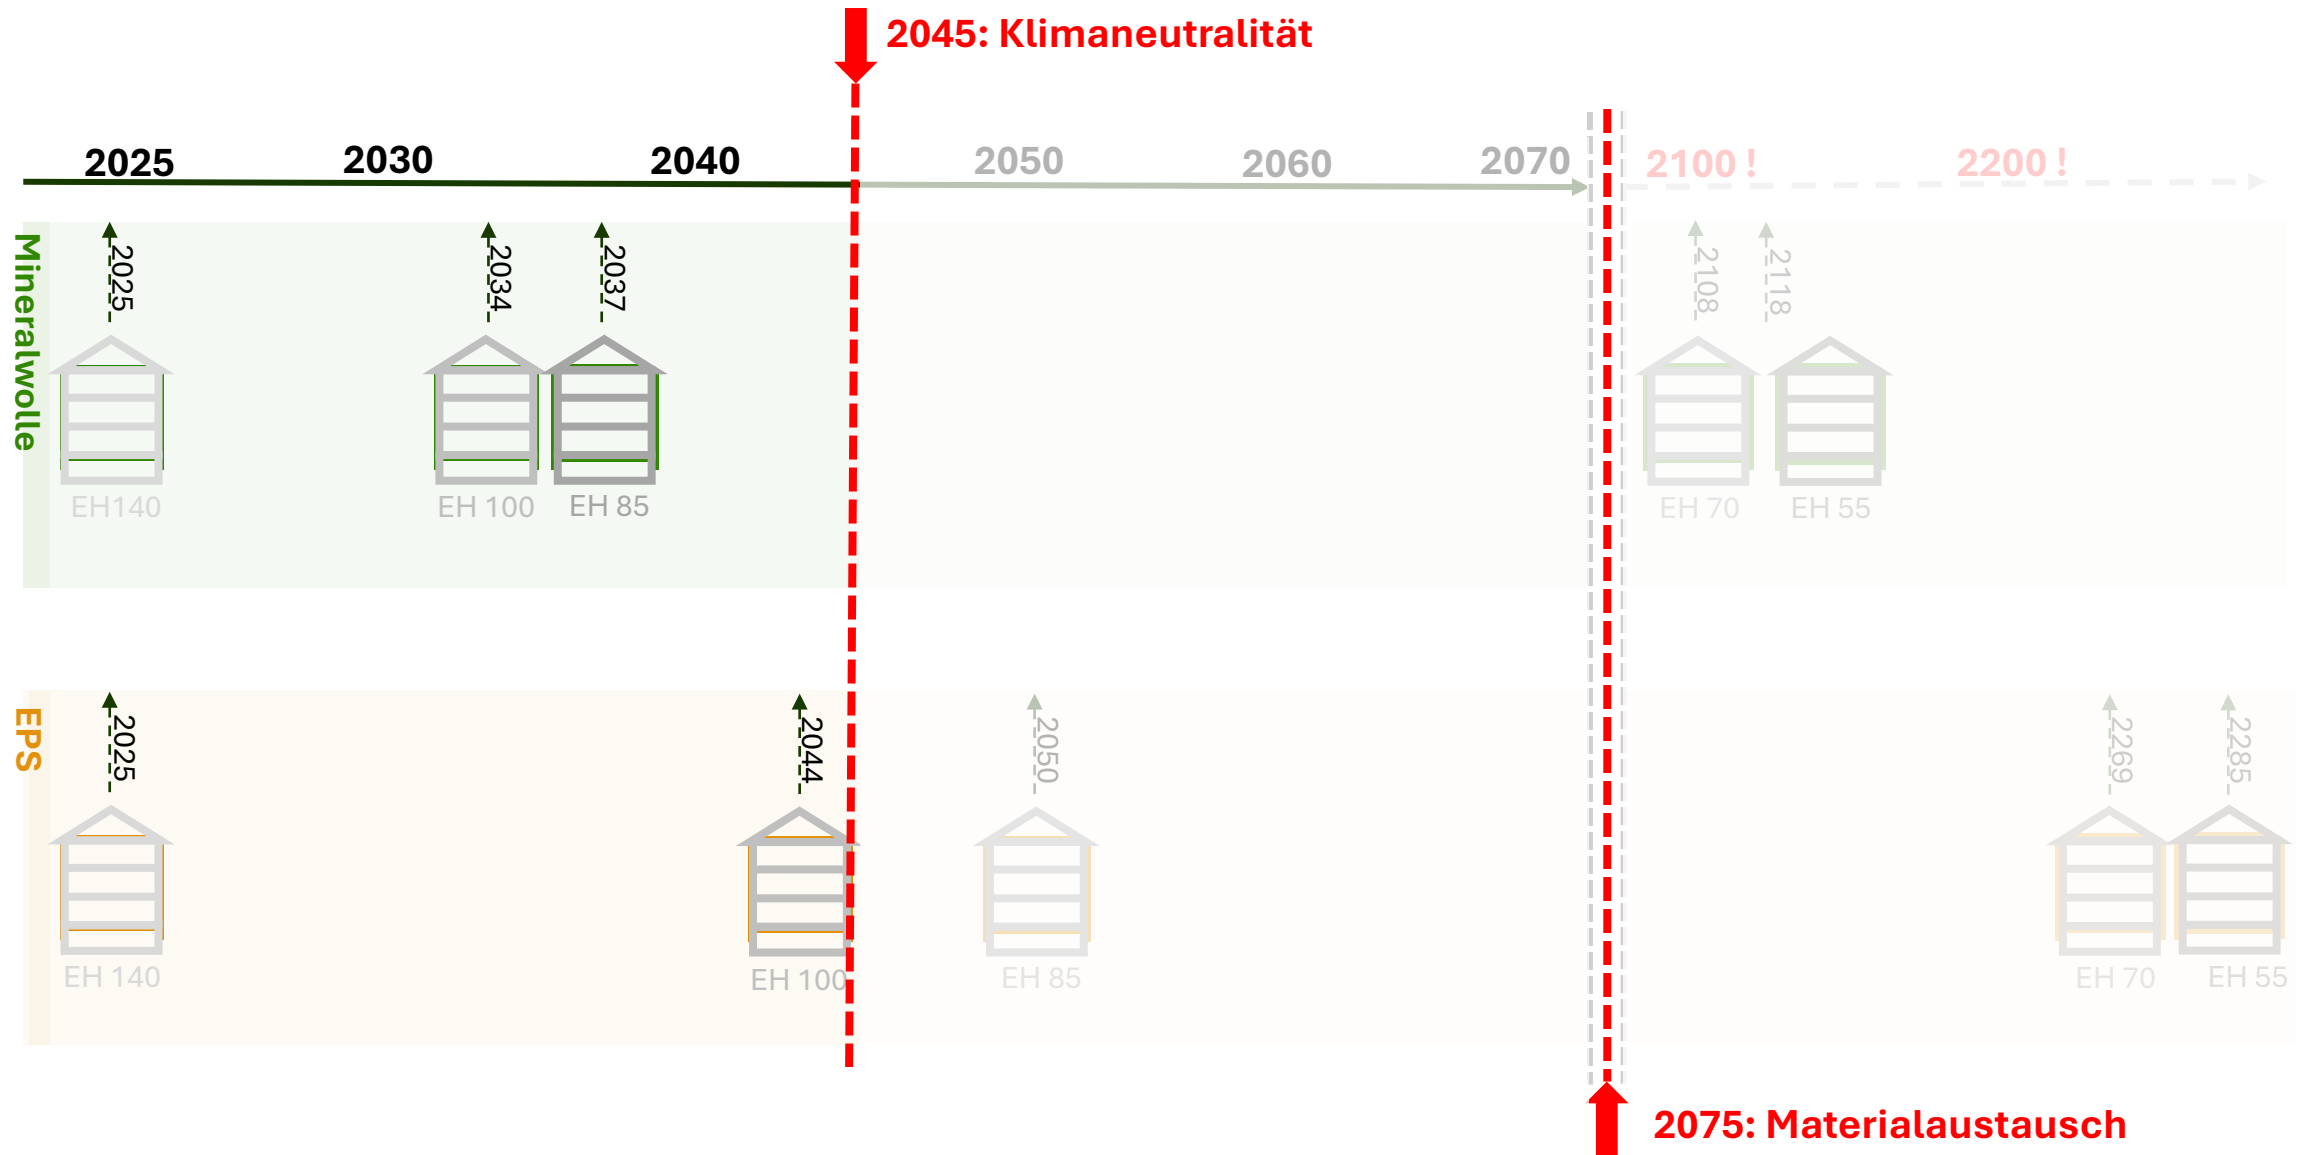 2045: Klimaneutralität
2025
2030
2040
2050
2060
2070
2100 !
2200 !
Mineralwolle
2025
2034
2037
2108
2118
EH140
EH 100
EH 85
EH 70
EH 55
EPS
2025
2044
2050
2269
2285
EH 140
EH 100
EH 85
EH 70
EH 55
2075: Materialaustausch